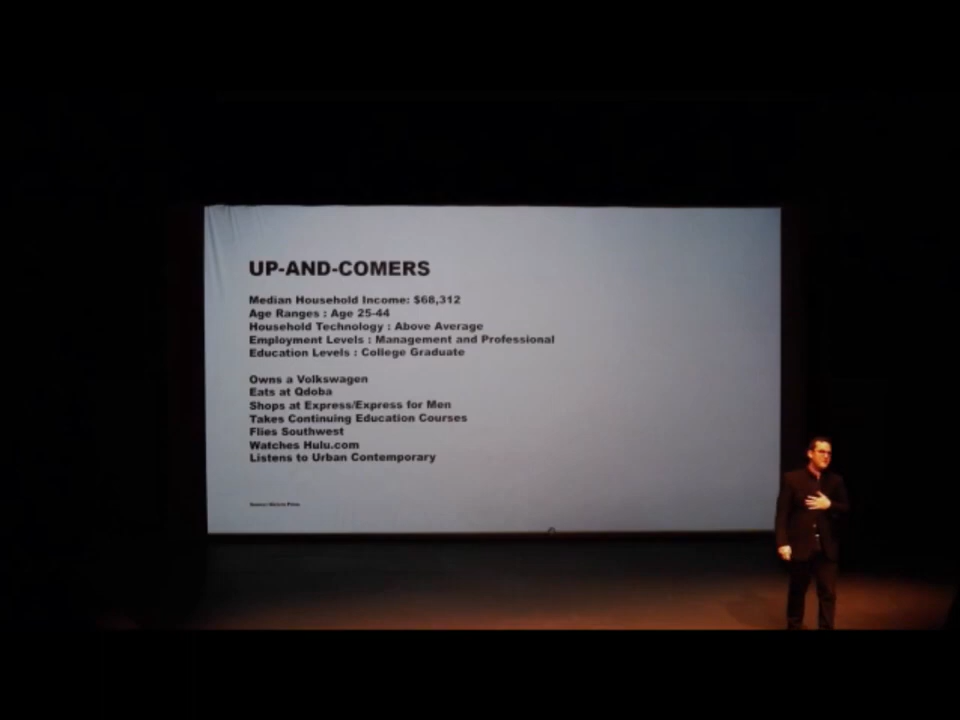 UP-AND-COMERS
Median Household Income: $68,312
Age Ranges : Age 25-44
Household Technology : Above Average
Employment Levels : Management and Professional
Education Levels : College Graduate
Owns a Volkswagen
Eats at Qdoba
Shops at Express/Express for Men
Takes Continuing Education Courses
Flies Southwest
Watches Hulu.com
Listens to Urban Contemporary